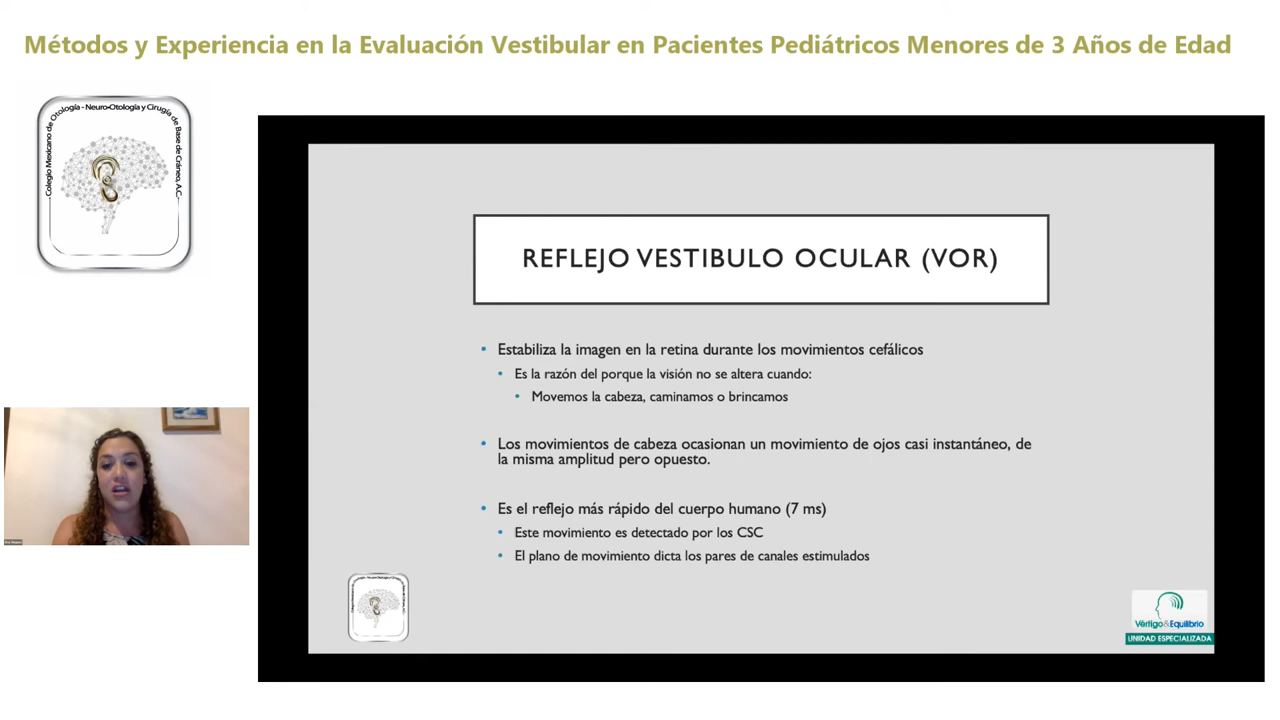 Métodos y Experiencia en la Evaluación Vestibular en Pacientes Pediátricos Menores de 3 Años de Edad
Colegio Mexicano de Otología - Neuro-Otología y Cirugía de Base de Cráneo, A.C.
REFLEJO VESTIBULO OCULAR (VOR)
• Estabiliza la imagen en la retina durante los movimientos cefálicos
• Es la razón del porque la visión no se altera cuando:
• Movemos la cabeza, caminamos o brincamos
• Los movimientos de cabeza ocasionan un movimiento de ojos casi instantáneo, de
la misma amplitud pero opuesto.
• Es el reflejo más rápido del cuerpo humano (7 ms)
• Este movimiento es detectado por los CSC
• El plano de movimiento dicta los pares de canales estimulados
Vértigo&Equilibrio
UNIDAD ESPECIALIZADA